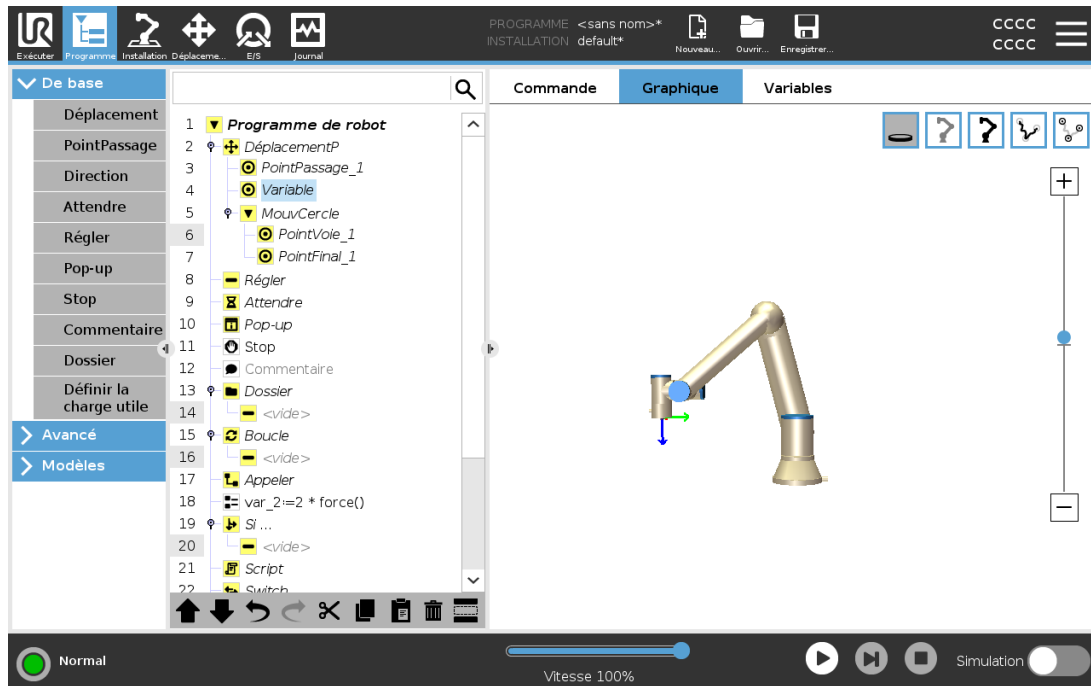 PROGRAMME <sans nom>*
INSTALLATION default*
Nouveau...
Ouvrir...
Enregistrer...
CCCC
CCCC
UR
Exécuter
Programme
Installation
Déplaceme...
E/S
Journal
De base
Déplacement
PointPassage
Direction
Attendre
Régler
Pop-up
Stop
Commentaire
Dossier
Définir la
charge utile
Avancé
Modèles
1 Programme de robot
2 DéplacementP
3 PointPassage_1
4 Variable
5 MouvCercle
6 PointVoie_1
7 PointFinal_1
8 Régler
9 Attendre
10 Pop-up
11 Stop
12 Commentaire
13 Dossier
14 <vide>
15 Boucle
16 <vide>
17 Appeler
18 var_2:=2 * force()
19 Si ...
20 <vide>
21 Script
22 Switch
Commande
Graphique
Variables
Normal
Vitesse 100%
Simulation